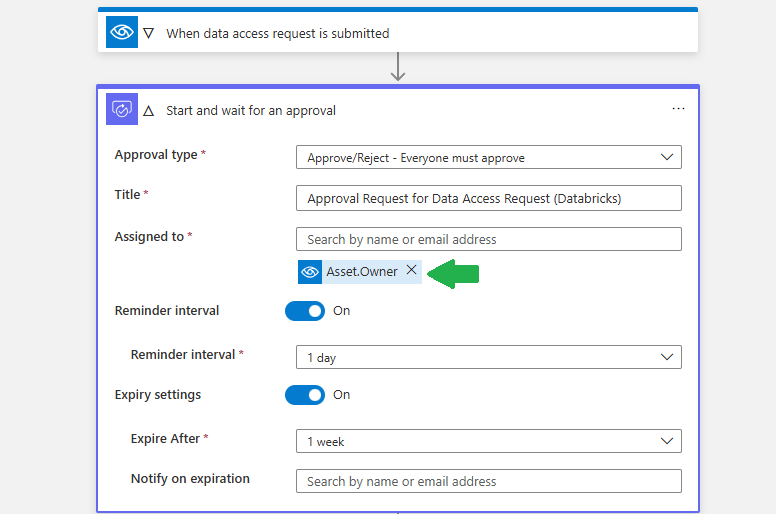 When data access request is submitted
Start and wait for an approval
...
Approval type *
Approve/Reject - Everyone must approve
Title *
Approval Request for Data Access Request (Databricks)
Assigned to *
Search by name or email address
Asset.Owner
Reminder interval
On
Reminder interval *
1 day
Expiry settings
On
Expire After *
1 week
Notify on expiration
Search by name or email address